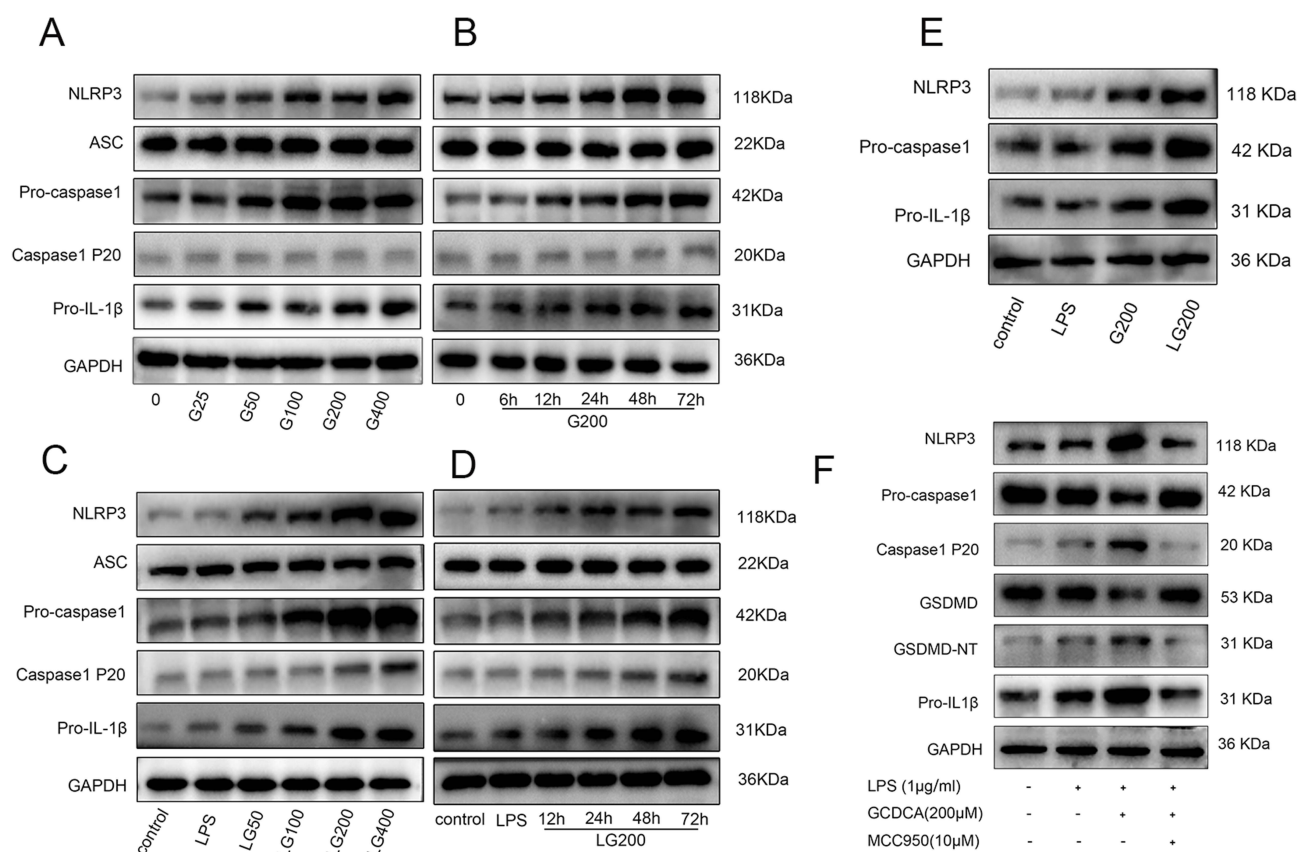 A
NLRP3
ASC
Pro-caspase1
Caspase1 P20
Pro-IL-1β
GAPDH
0 G25 G50 G100 G200 G400
B
118KDa
22KDa
42KDa
20KDa
31KDa
36KDa
0 6h 12h 24h 48h 72h
G200
C
NLRP3
ASC
Pro-caspase1
Caspase1 P20
Pro-IL-1β
GAPDH
control LPS LG50 LG100 LG200 LG400
D
118KDa
22KDa
42KDa
20KDa
31KDa
36KDa
control LPS 12h 24h 48h 72h
LG200
E
NLRP3 118 KDa
Pro-caspase1 42 KDa
Pro-IL-1β 31 KDa
GAPDH 36 KDa
control LPS G200 LG200
F
NLRP3 118 KDa
Pro-caspase1 42 KDa
Caspase1 P20 20 KDa
GSDMD 53 KDa
GSDMD-NT 31 KDa
Pro-IL1β 31 KDa
GAPDH 36 KDa
LPS (1μg/ml) - + + +
GCDCA(200μM) - - + +
MCC950(10μM) - - - +